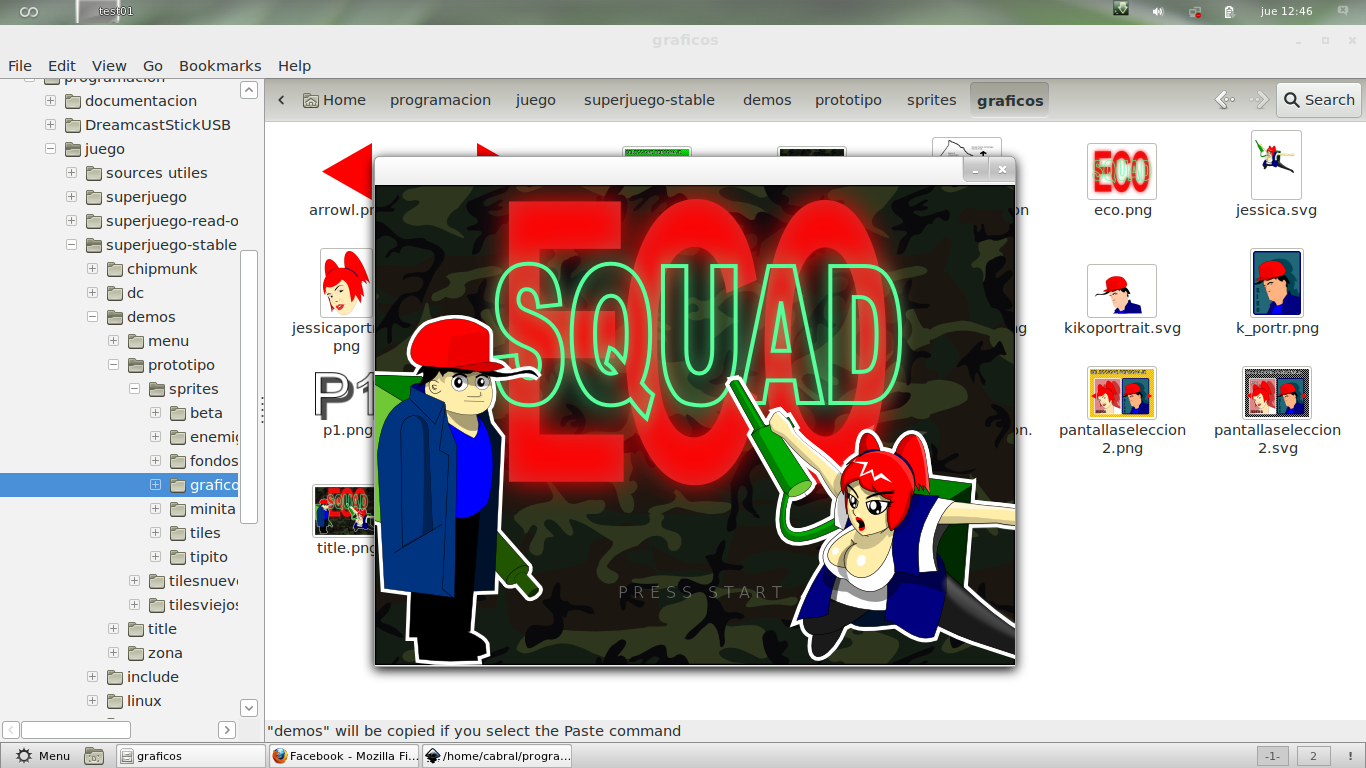 test01
jue 12:46
graficos
File Edit View Go Bookmarks Help
programacion
documentacion
DreamcastStickUSB
juego
sources utiles
superjuego
superjuego-read-o
superjuego-stable
chipmunk
dc
demos
menu
prototipo
sprites
beta
enemig
fondos
grafico
minita
tiles
tipito
tilesnuevo
tilesviejos
title
zona
include
linux
Home programacion juego superjuego-stable demos prototipo sprites graficos Search
arrowl.pn
on
eco.png
jessica.svg
jessicaportr
png
ng
kikoportrait.svg
k_portr.png
P1
p1.png
on.
pantallaseleccion
2.png
pantallaseleccion
2.svg
title.png
ECO
SQUAD
PRESS START
"demos" will be copied if you select the Paste command
Menu graficos Facebook - Mozilla Fi... /home/cabral/progra... -1- 2 !